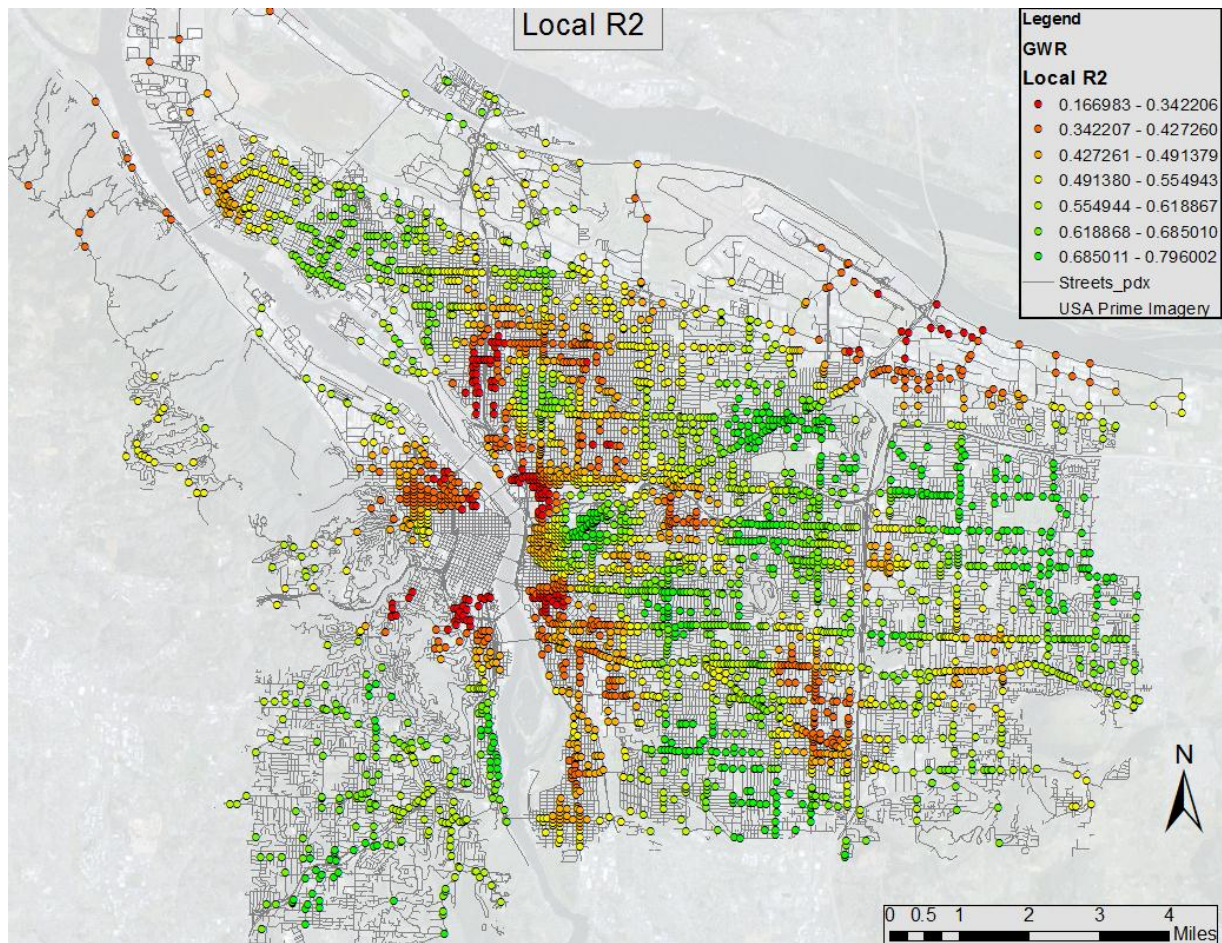 Local R2
Legend
GWR
Local R2
0.166983 - 0.342206
0.342207 - 0.427260
0.427261 - 0.491379
0.491380 - 0.554943
0.554944 - 0.618867
0.618868 - 0.685010
0.685011 - 0.796002
Streets_pdx
USA Prime Imagery
N
0 0.5 1 2 3 4
Miles